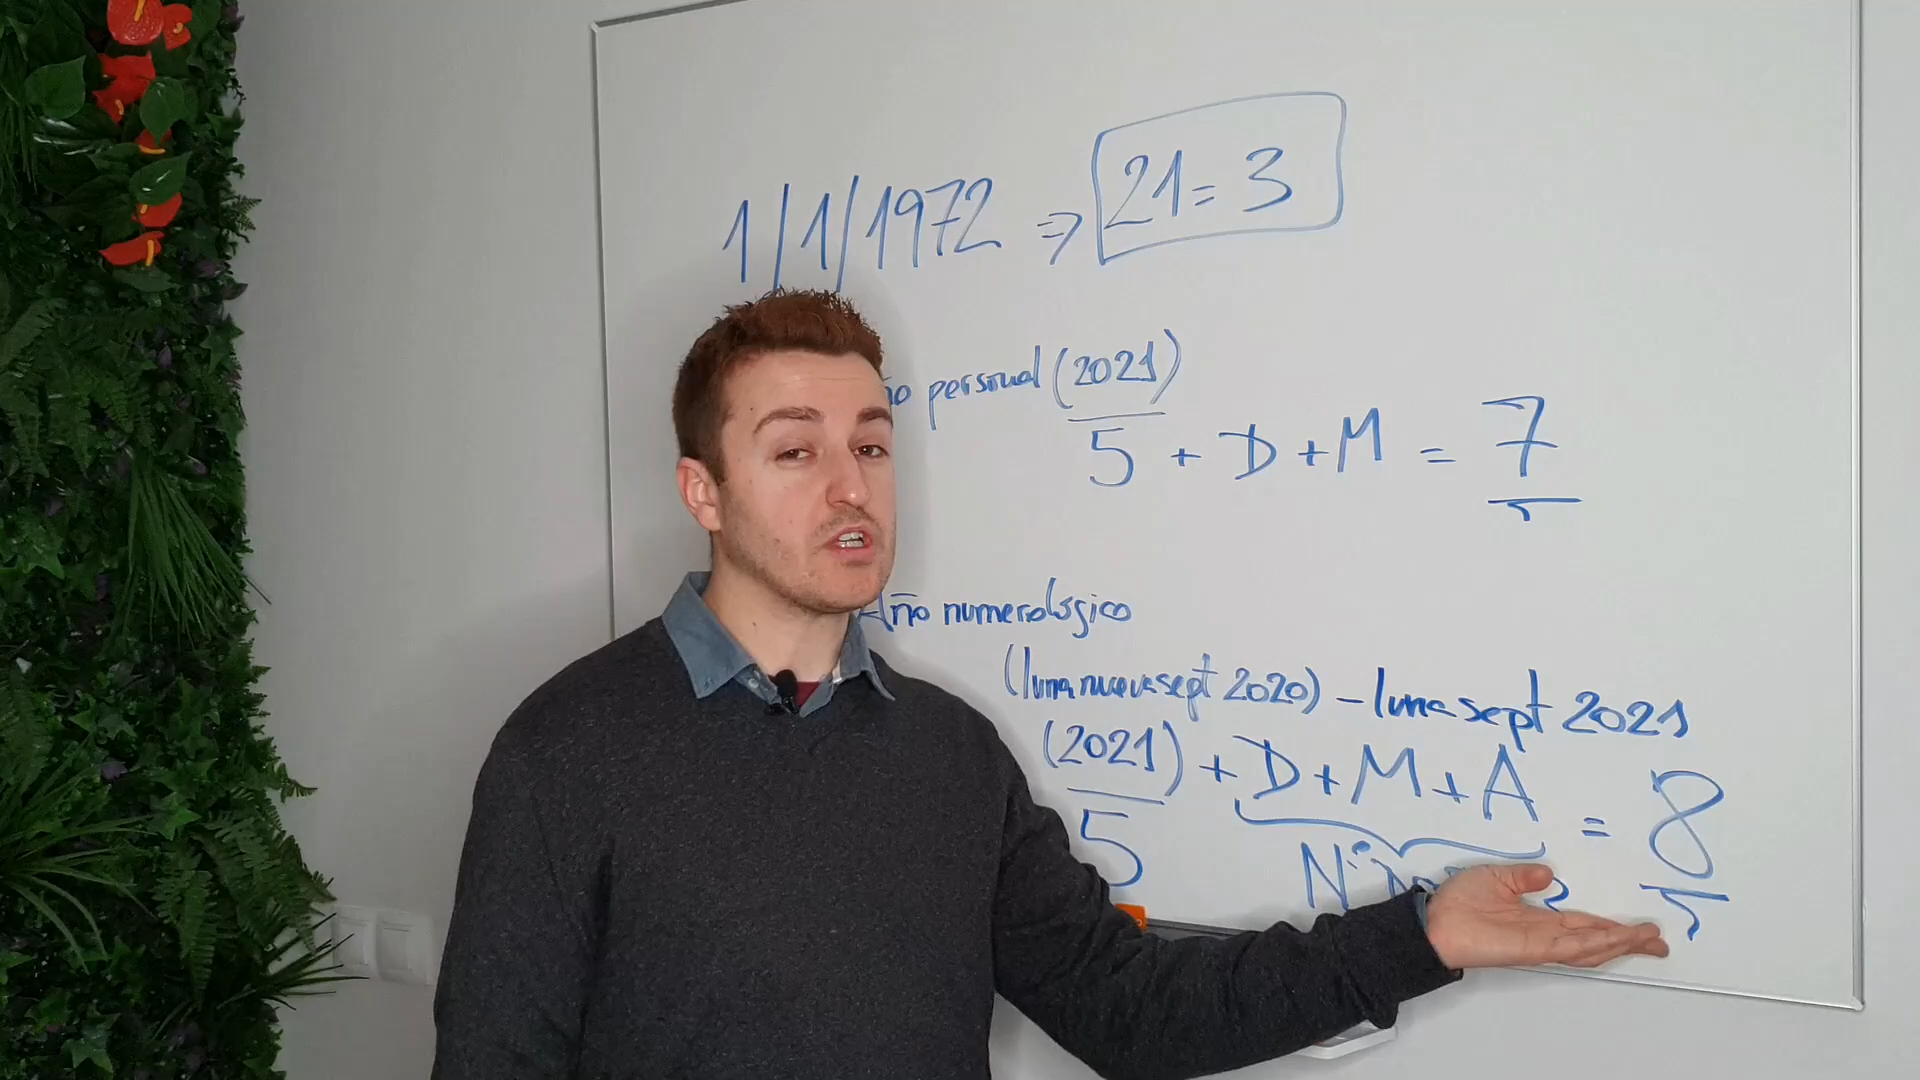 1/1/1972 => 21=3
personal (2021)
5 + D + M = 7
Año numerológico
(luna nueva sept 2020) - luna sept 2021
(2021) + D + M + A = 8
5
Nº